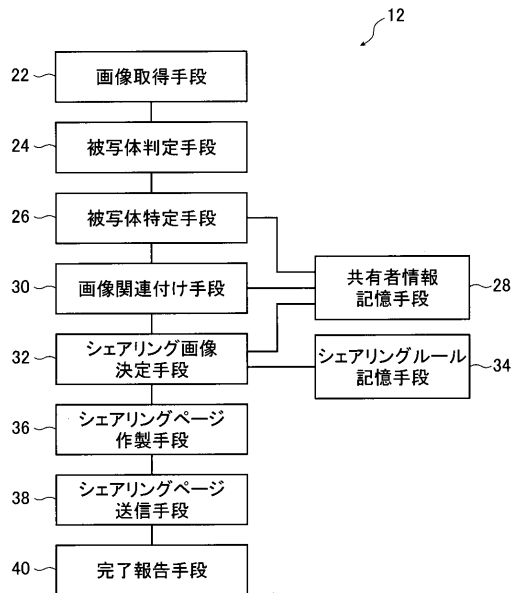 12
22
画像取得手段
24
被写体判定手段
26
被写体特定手段
30
画像関連付け手段
共有者情報
記憶手段
28
32
シェアリング画像
決定手段
シェアリングルール
記憶手段
34
36
シェアリングページ
作製手段
38
シェアリングページ
送信手段
40
完了報告手段